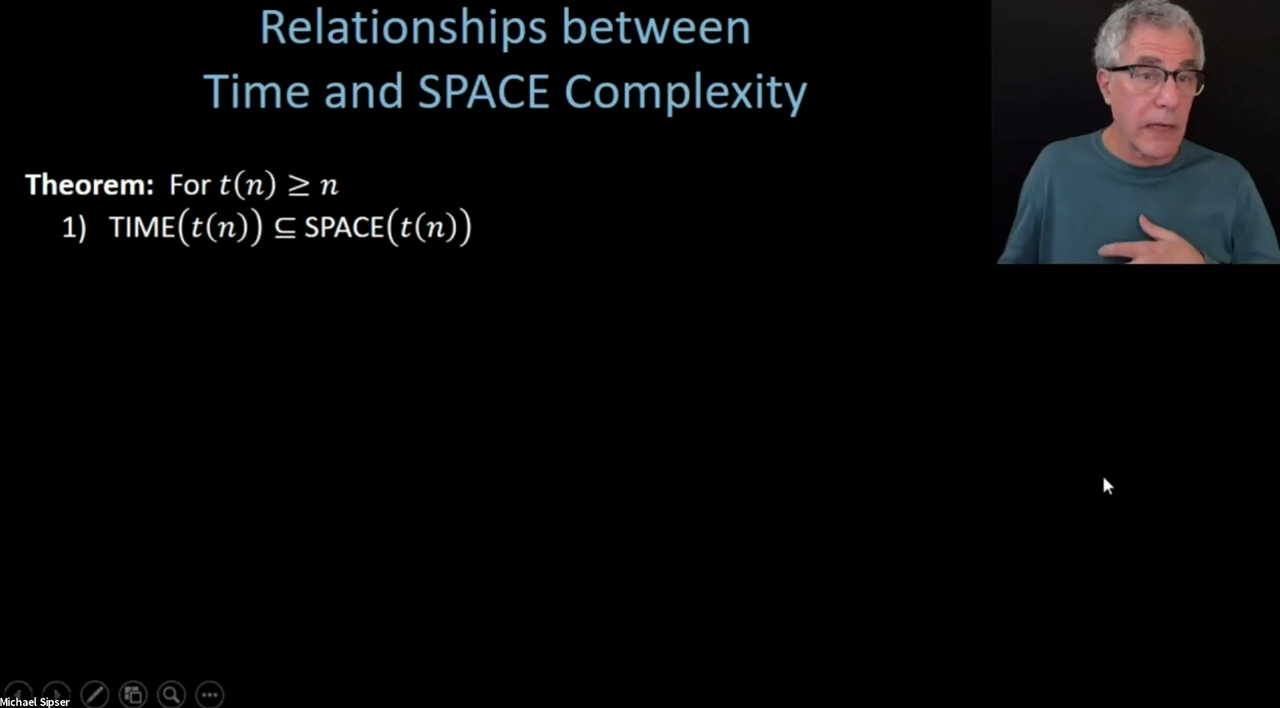 Relationships between
Time and SPACE Complexity
Theorem: For t(n) ≥ n
1) TIME(t(n)) ⊆ SPACE(t(n))
Michael Sipser